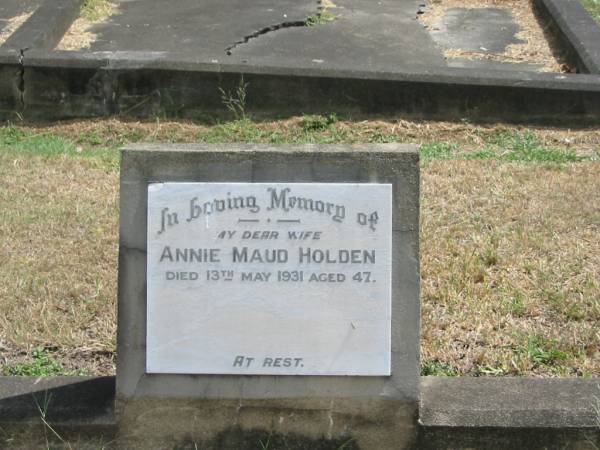 In Loving Memory of
MY DEAR WIFE
ANNIE MAUD HOLDEN
DIED 13TH MAY 1931 AGED 47.
AT REST.